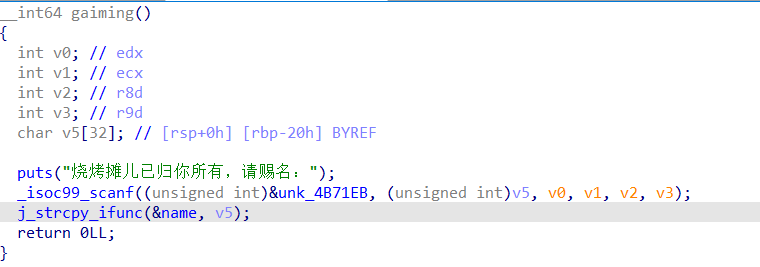 __int64 gaiming()
{
  int v0; // edx
  int v1; // ecx
  int v2; // r8d
  int v3; // r9d
  char v5[32]; // [rsp+0h] [rbp-20h] BYREF

  puts("烧烤摊儿已归你所有，请赐名：");
  _isoc99_scanf((unsigned int)&unk_4B71EB, (unsigned int)v5, v0, v1, v2, v3);
  j_strcpy_ifunc(&name, v5);
  return 0LL;
}